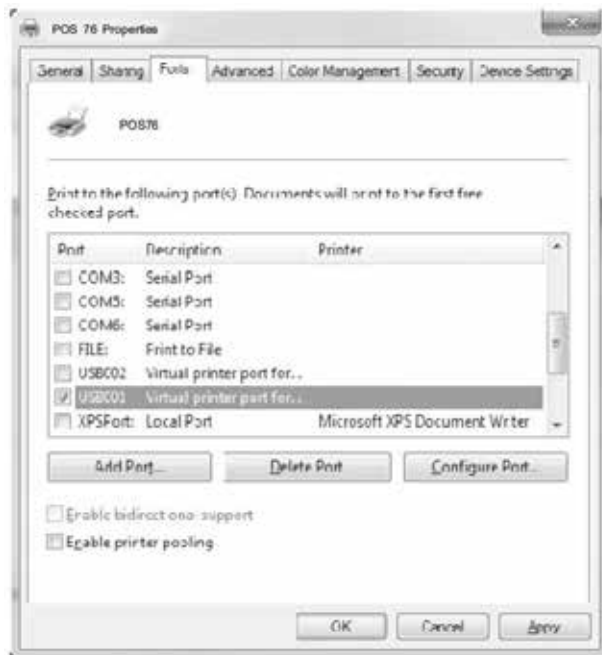 POS 76 Properties
General Sharing Ports Advanced Color Management Security Device Settings
POS76
Print to the following port(s). Documents will print to the first free
checked port.
Port Description Printer
COM3: Serial Port
COM5: Serial Port
COM6: Serial Port
FILE: Print to File
USB002 Virtual printer port for...
USB001 Virtual printer port for...
XPSPort: Local Port Microsoft XPS Document Writer
Add Port... Delete Port Configure Port...
Enable bidirectional support
Enable printer pooling
OK Cancel Apply